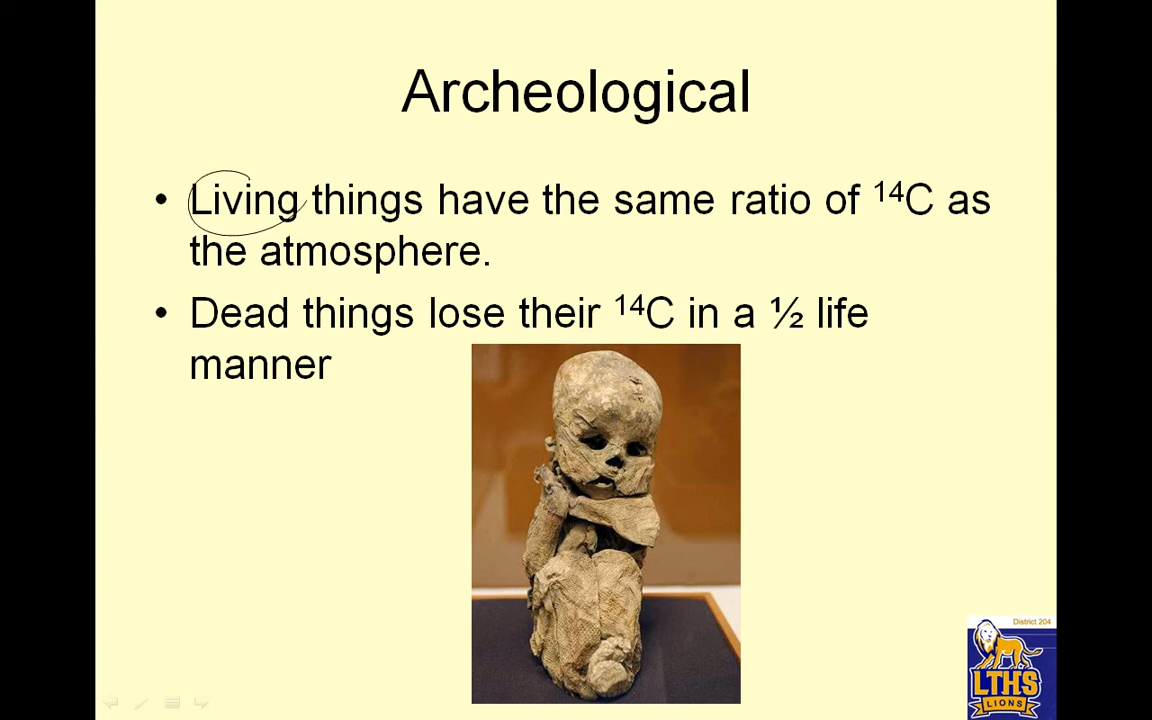 Archeological
• Living things have the same ratio of ¹⁴C as
the atmosphere.
• Dead things lose their ¹⁴C in a ½ life
manner
District 204
LTHS
LIONS